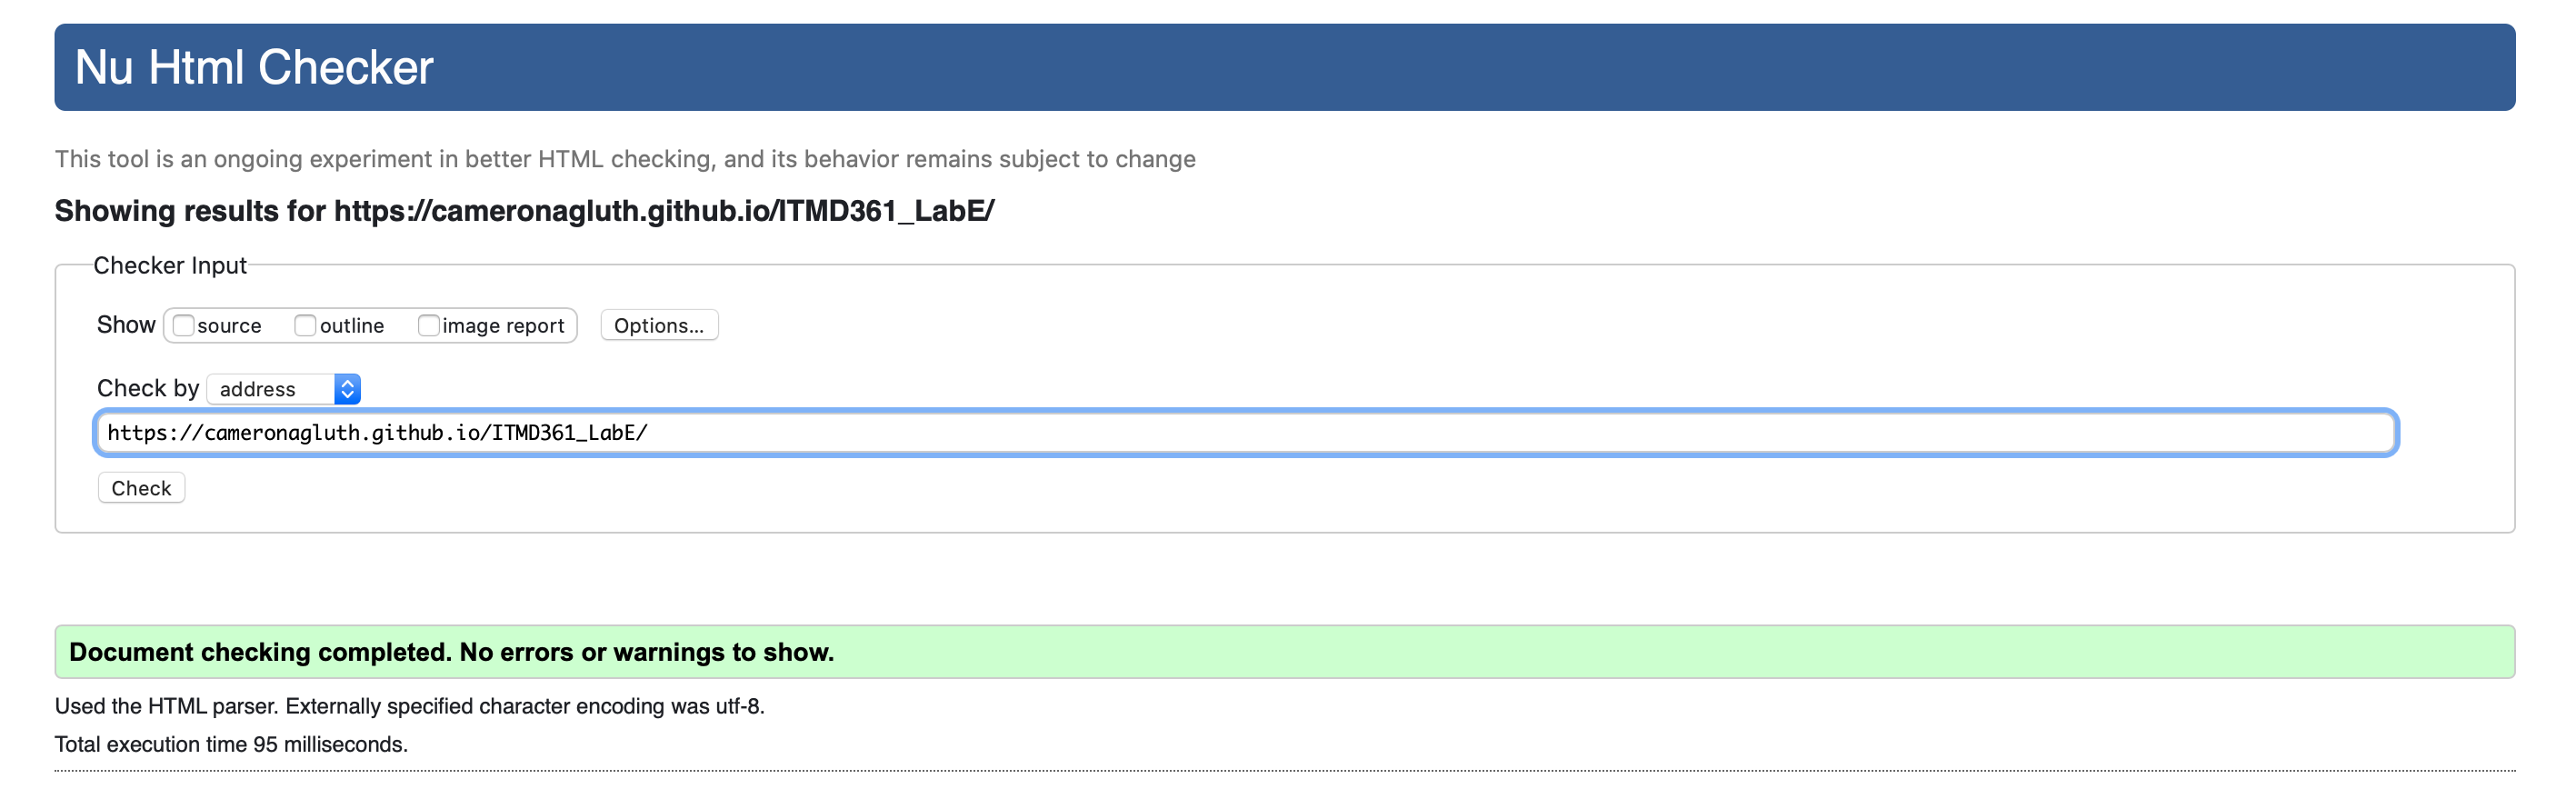 Nu Html Checker
This tool is an ongoing experiment in better HTML checking, and its behavior remains subject to change
Showing results for https://cameronagluth.github.io/ITMD361_LabE/
Checker Input
Show source outline image report Options...
Check by address
https://cameronagluth.github.io/ITMD361_LabE/
Check
Document checking completed. No errors or warnings to show.
Used the HTML parser. Externally specified character encoding was utf-8.
Total execution time 95 milliseconds.